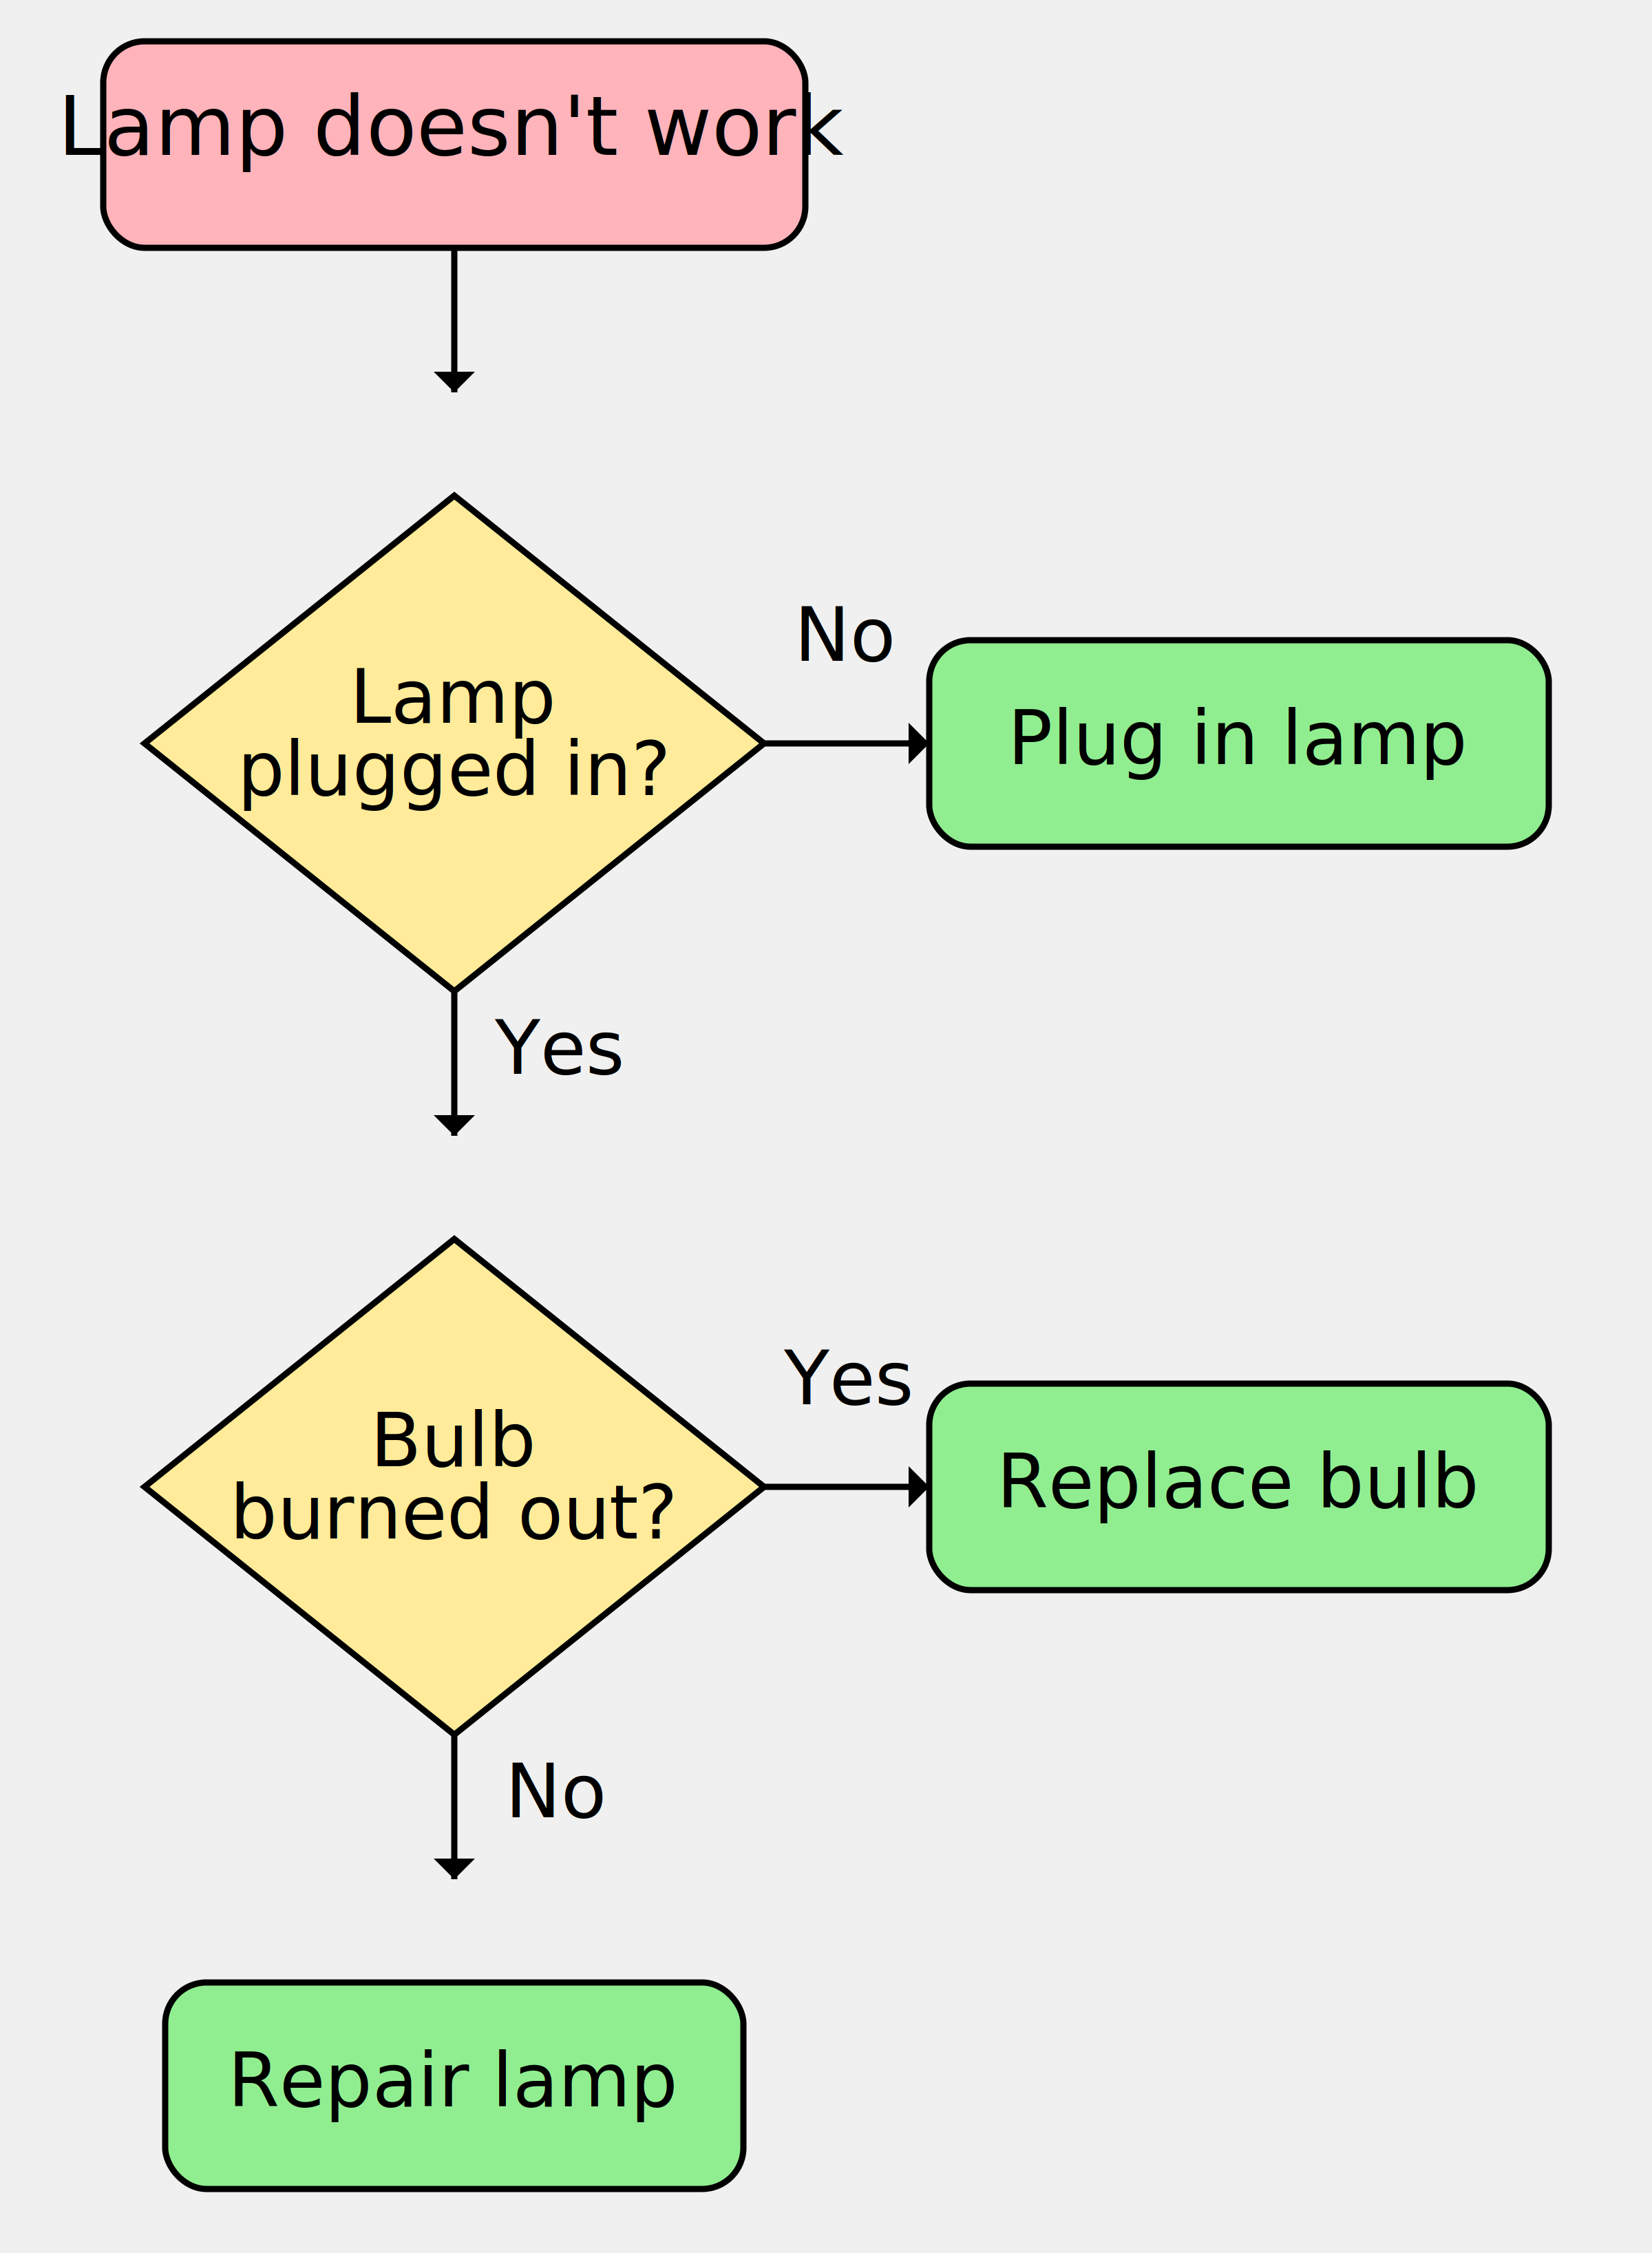 Lamp doesn't work
No
Lamp
plugged in?
Plug in lamp
Yes
Yes
Bulb
burned out?
Replace bulb
No
Repair lamp